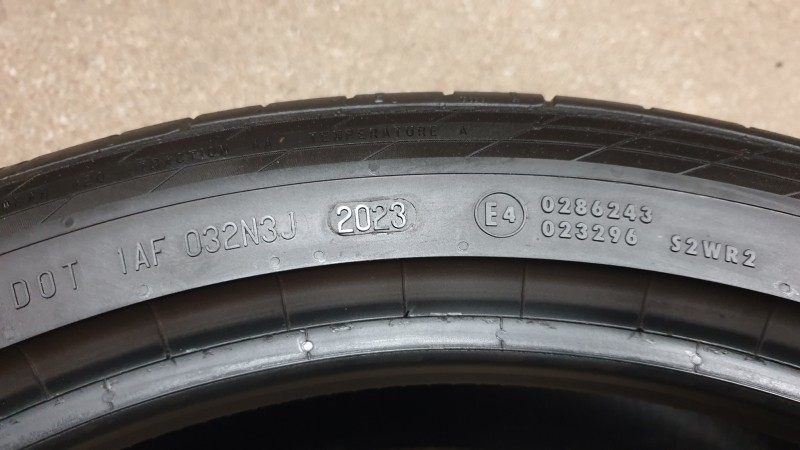 TEMPERATURE A
DOT 1AF 032N3J 2023 E4 0286243
023296 S2WR2